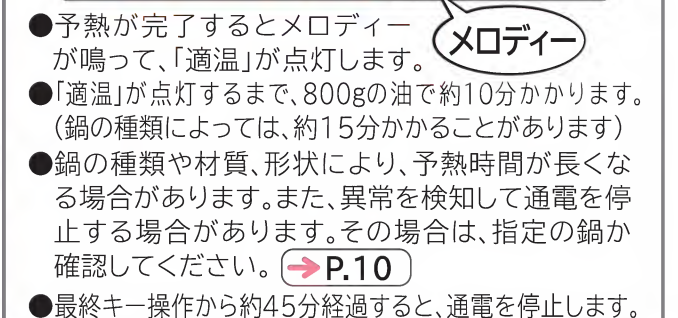 ●予熱が完了するとメロディー
が鳴って、「適温」が点灯します。
メロディー
●「適温」が点灯するまで、800gの油で約10分かかります。
(鍋の種類によっては、約15分かかることがあります)
●鍋の種類や材質、形状により、予熱時間が長くな
る場合があります。また、異常を検知して通電を停
止する場合があります。その場合は、指定の鍋か
確認してください。 →P.10
●最終キー操作から約45分経過すると、通電を停止します。